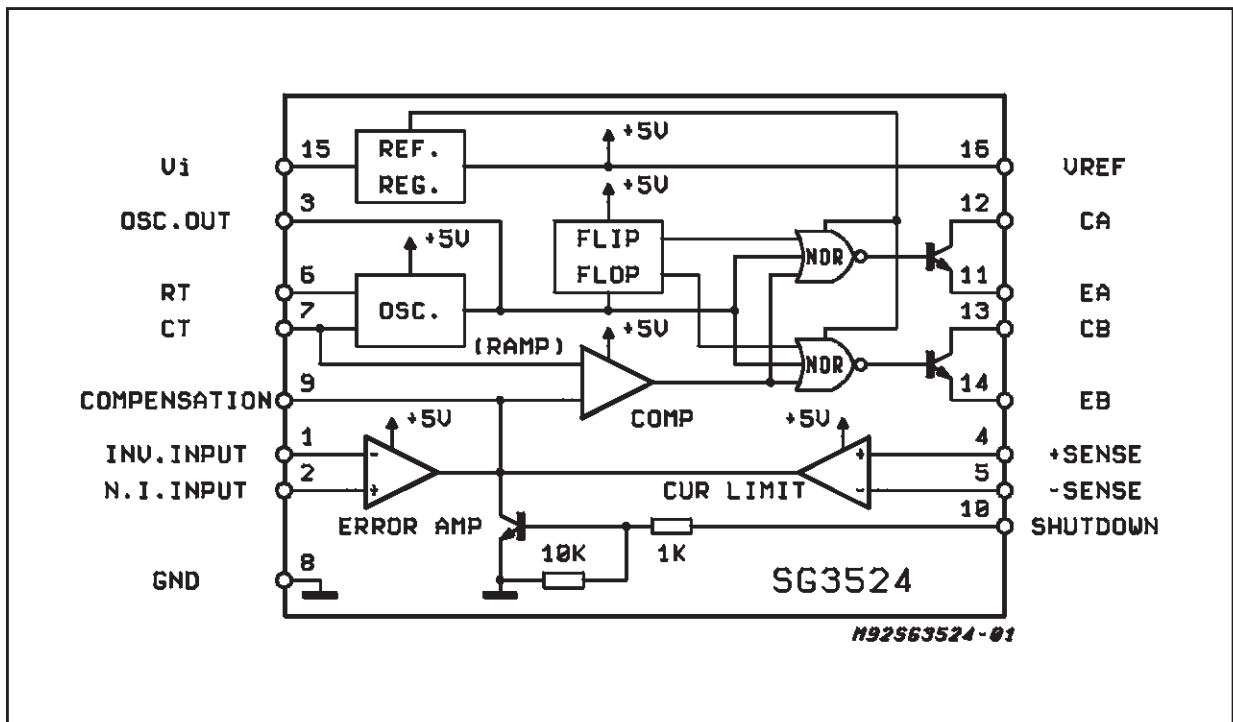 +5V
Vi 15 REF. REG. 16 VREF
+5V
OSC.OUT 3 12 CA
+5V
FLIP FLOP
NOR
RT 6 11 EA
CT 7 OSC. 13 CB
+5V
(RAMP)
NOR
COMPENSATION 9 14 EB
COMP
+5V
+5V
INV.INPUT 1 - + 4 +SENSE
N.I.INPUT 2 + - 5 -SENSE
CUR LIMIT
ERROR AMP
10 SHUTDOWN
10K
1K
GND 8
SG3524
M92SG3524-01